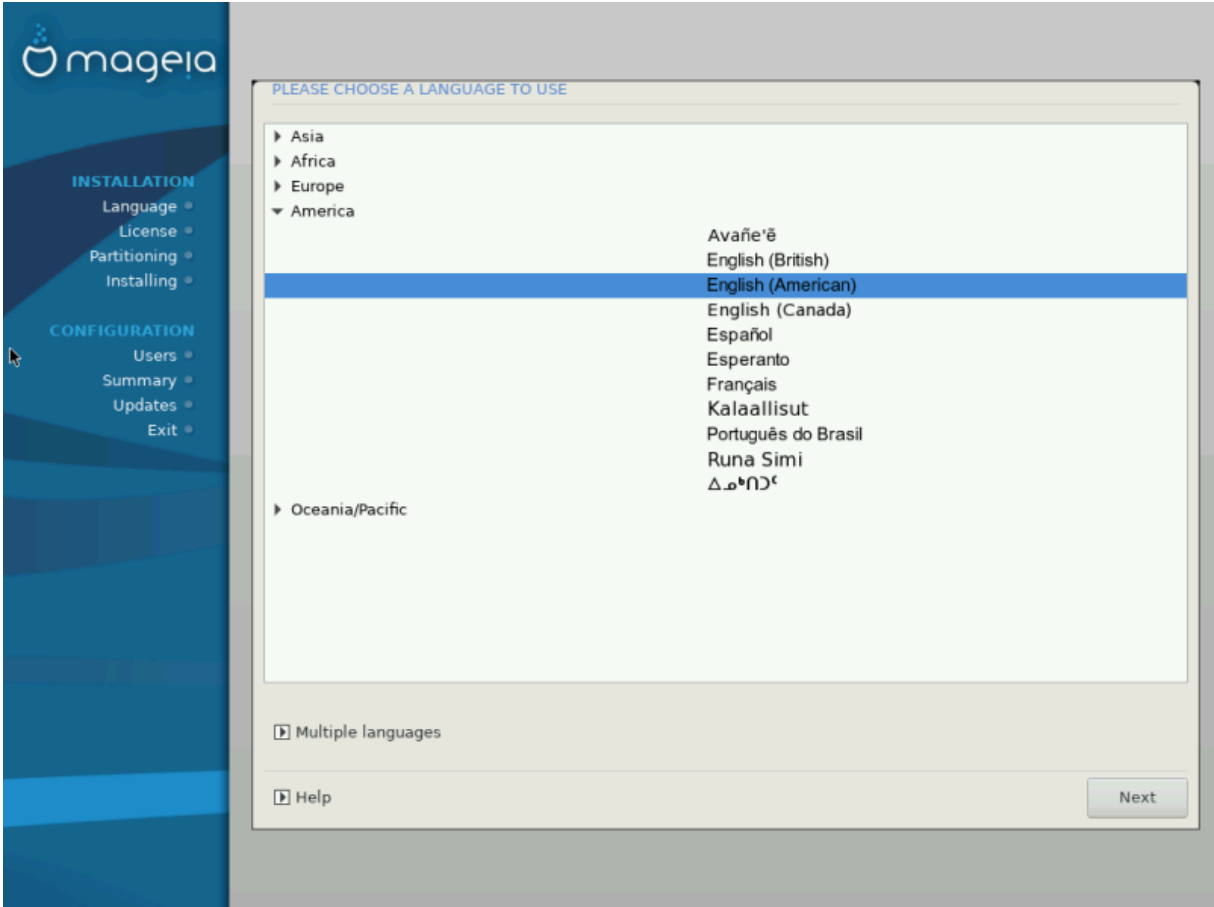 mageia
INSTALLATION
Language
License
Partitioning
Installing
CONFIGURATION
Users
Summary
Updates
Exit
PLEASE CHOOSE A LANGUAGE TO USE
Asia
Africa
Europe
America
Avañe'ẽ
English (British)
English (American)
English (Canada)
Español
Esperanto
Français
Kalaallisut
Português do Brasil
Runa Simi
ᐃᓄᒃᑎᑐᑦ
Oceania/Pacific
Multiple languages
Help
Next